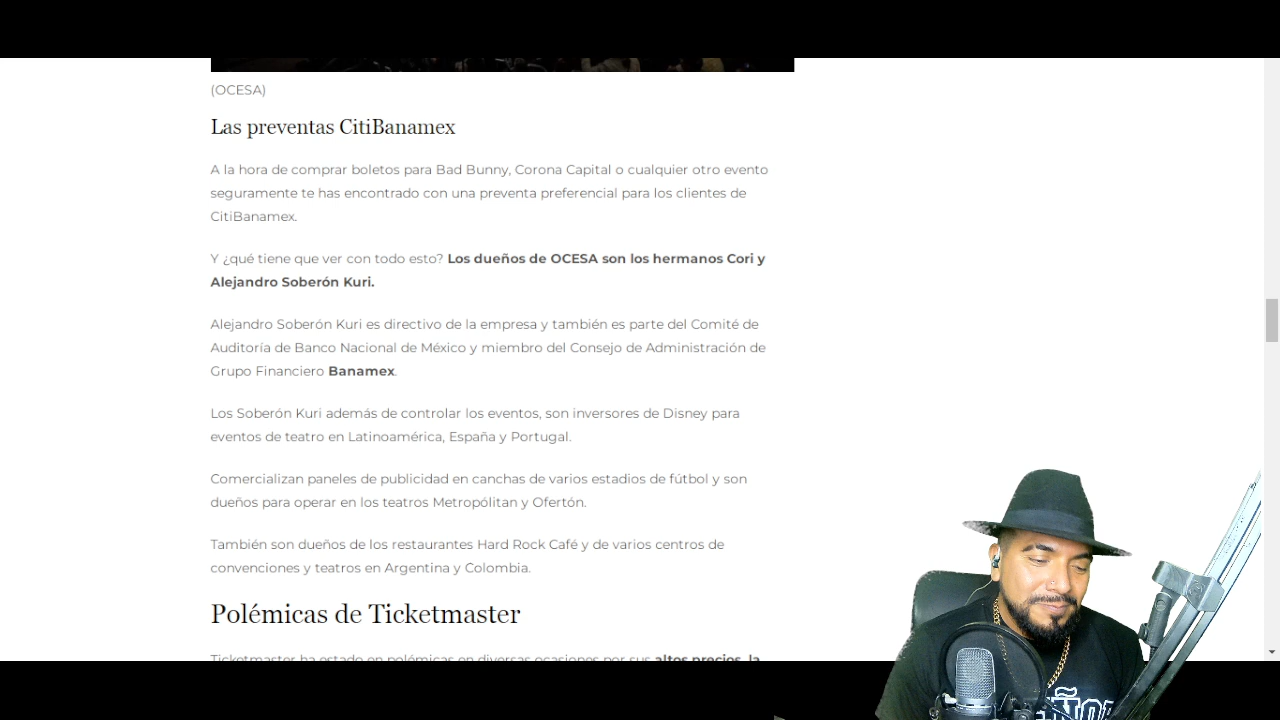 (OCESA)
Las preventas CitiBanamex
A la hora de comprar boletos para Bad Bunny, Corona Capital o cualquier otro evento
seguramente te has encontrado con una preventa preferencial para los clientes de
CitiBanamex.
Y ¿qué tiene que ver con todo esto? Los dueños de OCESA son los hermanos Cori y
Alejandro Soberón Kuri.
Alejandro Soberón Kuri es directivo de la empresa y también es parte del Comité de
Auditoría de Banco Nacional de México y miembro del Consejo de Administración de
Grupo Financiero Banamex.
Los Soberón Kuri además de controlar los eventos, son inversores de Disney para
eventos de teatro en Latinoamérica, España y Portugal.
Comercializan paneles de publicidad en canchas de varios estadios de fútbol y son
dueños para operar en los teatros Metropólitan y Ofertón.
También son dueños de los restaurantes Hard Rock Café y de varios centros de
convenciones y teatros en Argentina y Colombia.
Polémicas de Ticketmaster
Ticketmaster ha estado en polémicas en diversas ocasiones por sus altos precios, la